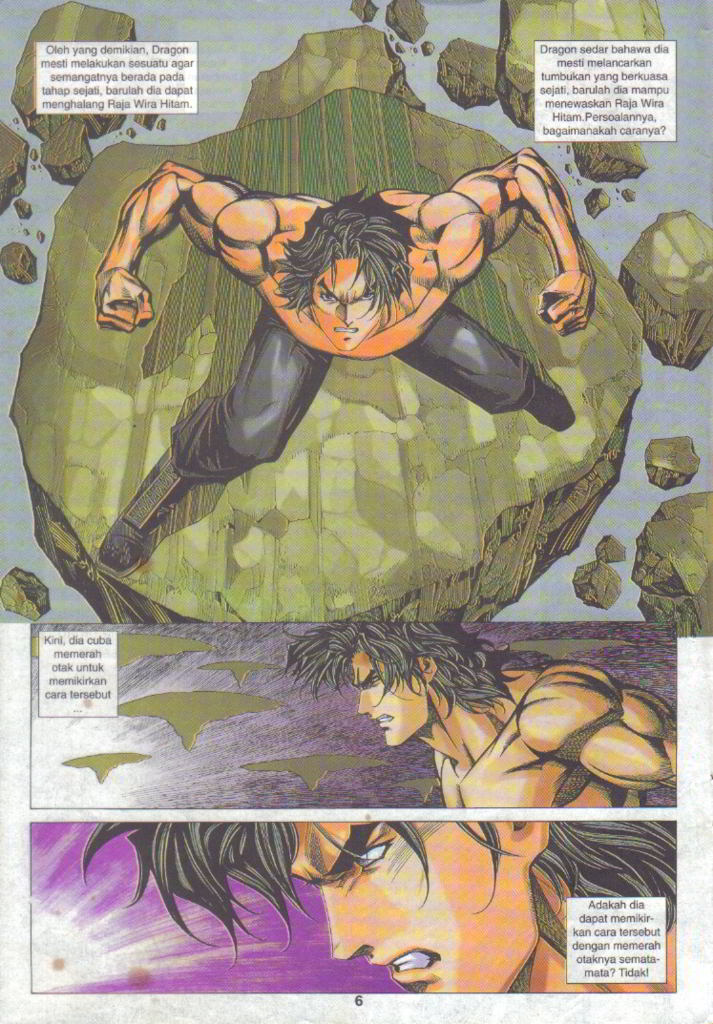 Oleh yang demikian, Dragon
mesti melakukan sesuatu agar
semangatnya berada pada
tahap sejati, barulah dia dapat
menghalang Raja Wira Hitam.
Dragon sedar bahawa dia
mesti melancarkan
tumbukan yang berkuasa
sejati, barulah dia mampu
menewaskan Raja Wira
Hitam.Persoalannya,
bagaimanakah caranya?
Kini, dia cuba
memerah
otak untuk
memikirkan
cara tersebut
...
Adakah dia
dapat memikir-
kan cara tersebut
dengan memerah
otaknya semata-
mata? Tidak!
6